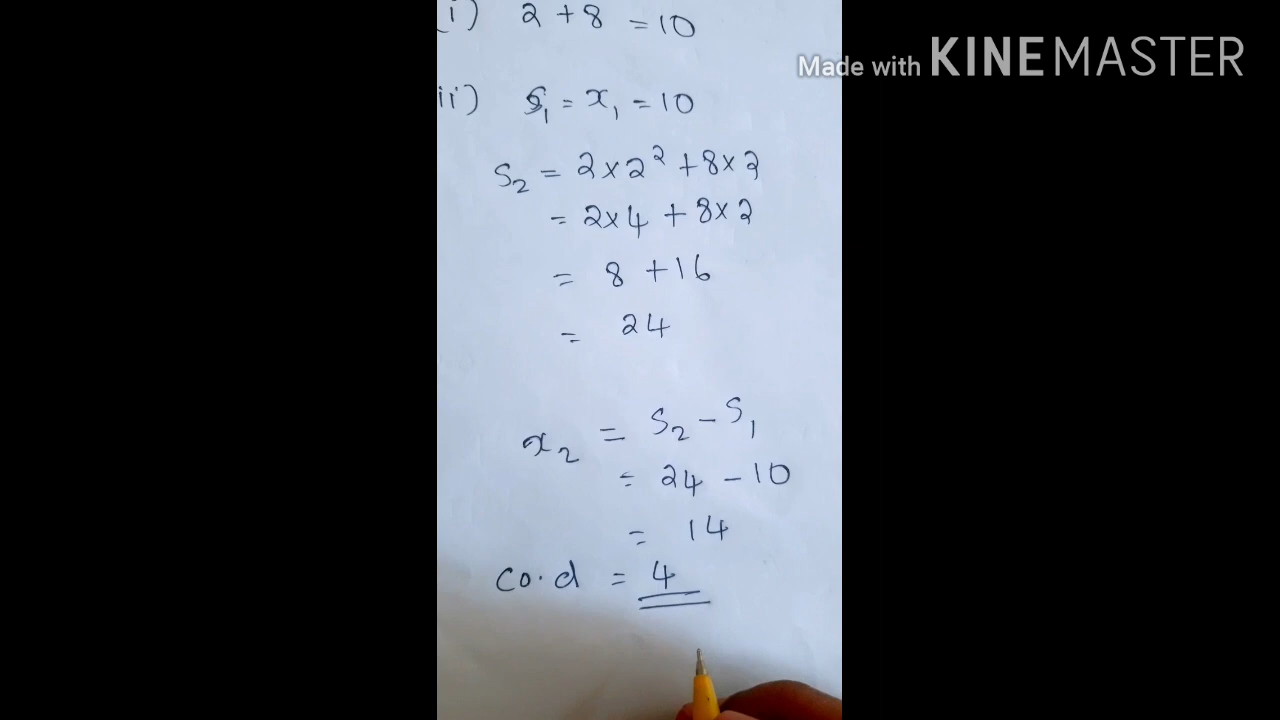 (i) 2 + 8 = 10
Made with KINEMASTER
ii) S₁ = x₁ = 10
S₂ = 2 × 2² + 8 × 2
= 2 × 4 + 8 × 2
= 8 + 16
= 24
x₂ = S₂ - S₁
= 24 - 10
= 14
co.d = 4